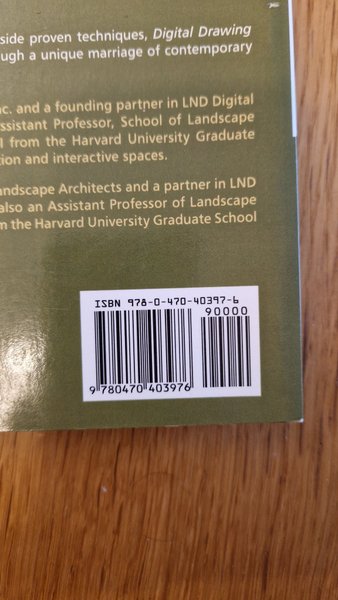 side proven techniques, Digital Drawing
ugh a unique marriage of contemporary
nc. and a founding partner in LND Digital
Assistant Professor, School of Landscape
l from the Harvard University Graduate
tion and interactive spaces.
andscape Architects and a partner in LND
also an Assistant Professor of Landscape
m the Harvard University Graduate School
ISBN 978-0-470-40397-6
90000
9 780470 403976